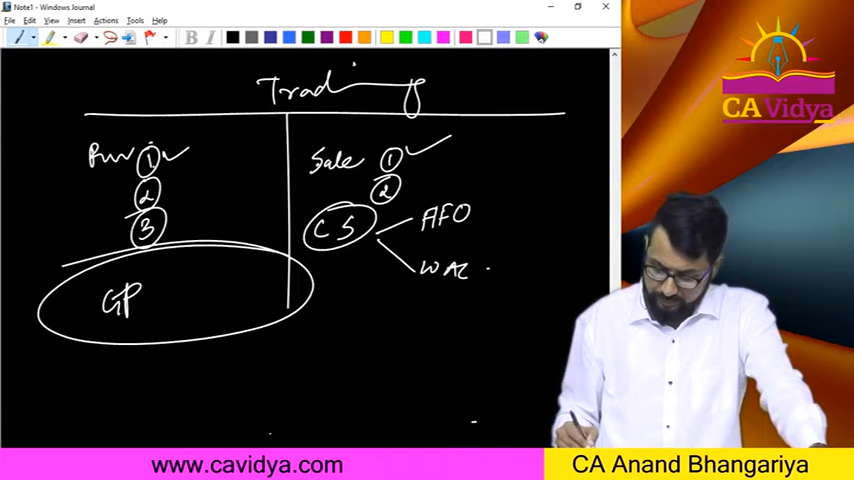 Note1 - Windows Journal
File Edit View Insert Actions Tools Help
B I
CA Vidya
Trading
Pur 1
2
3
GP
Sale 1
2
CS
FIFO
WAC
www.cavidya.com
CA Anand Bhangariya